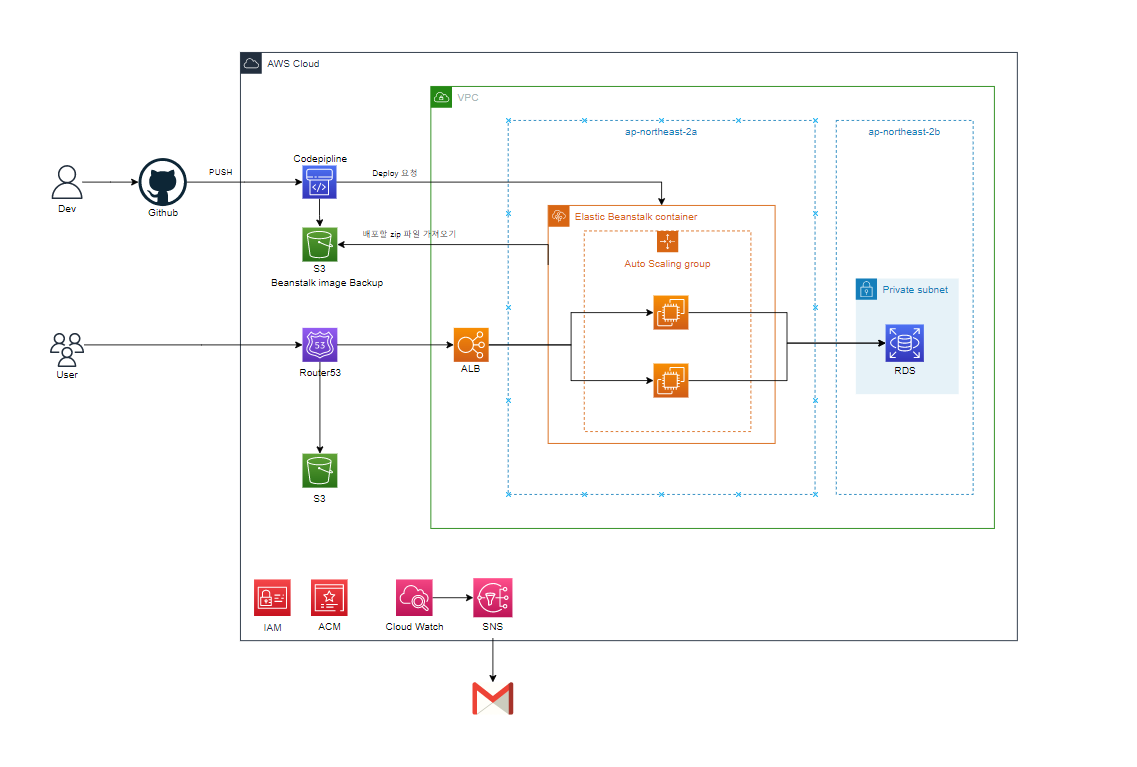 AWS Cloud
VPC
ap-northeast-2a
ap-northeast-2b
Codepipline
PUSH
Deploy 요청
Dev
Github
Elastic Beanstalk container
배포할 zip 파일 가져오기
Auto Scaling group
S3
Beanstalk image Backup
Private subnet
53
User
Router53
ALB
RDS
S3
IAM
ACM
Cloud Watch
SNS